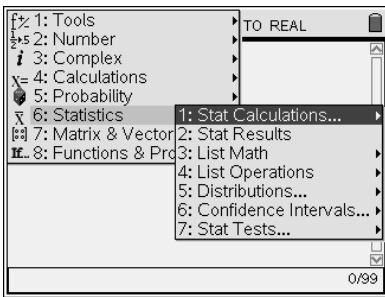 1: Tools
TO REAL
2: Number
3: Complex
4: Calculations
5: Probability
6: Statistics
7: Matrix & Vector
8: Functions & Pro
1: Stat Calculations...
2: Stat Results
3: List Math
4: List Operations
5: Distributions...
6: Confidence Intervals...
7: Stat Tests...
0/99